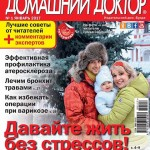 ДОМАШНИЙ ДОКТОР
№ 1, ЯНВАРЬ 2017
Лучшие советы
от читателей
+ комментарии
экспертов
Эффективная
профилактика
атеросклероза
Лечим бронхит
травами
Как избежать
операции
при варикозе
Давайте жить
без стрессов!